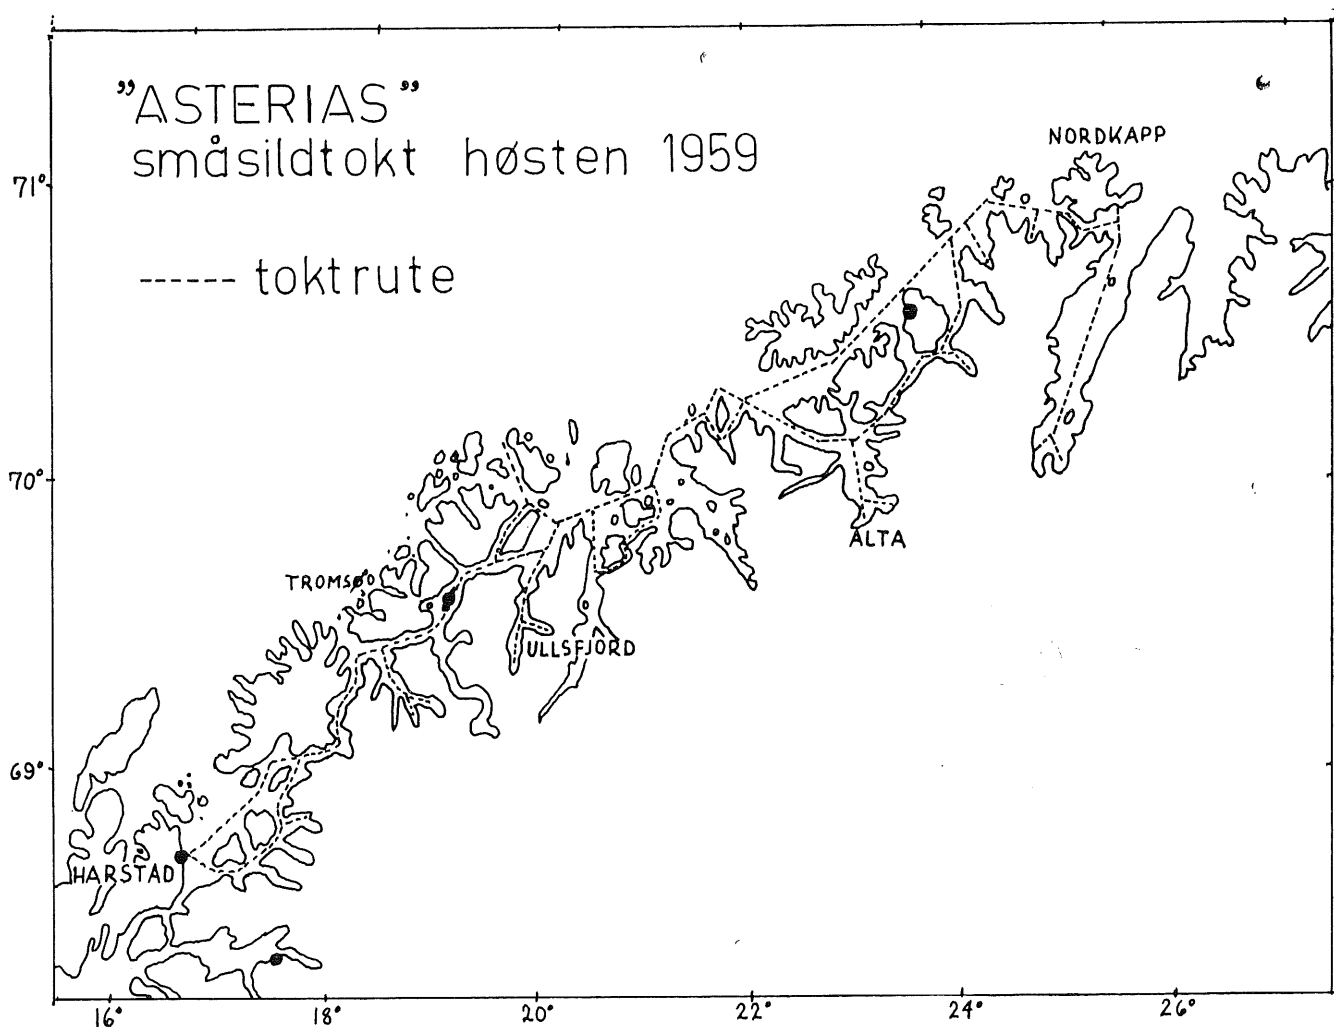 "ASTERIAS"
småsildtokt høsten 1959
------ toktrute
NORDKAPP
71°
70°
ALTA
TROMSØ
ULLSFJORD
69°
HARSTAD
16° 18° 20° 22° 24° 26°